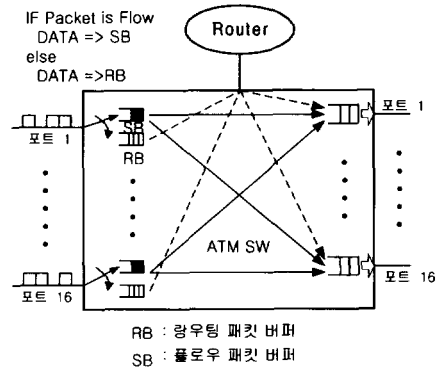 IF Packet is Flow
DATA => SB
else
DATA =>RB
Router
SB
RB
포트 1
포트 1
ATM SW
포트 16
포트 16
RB : 랑우팅 패킷 버퍼
SB : 플로우 패킷 버퍼